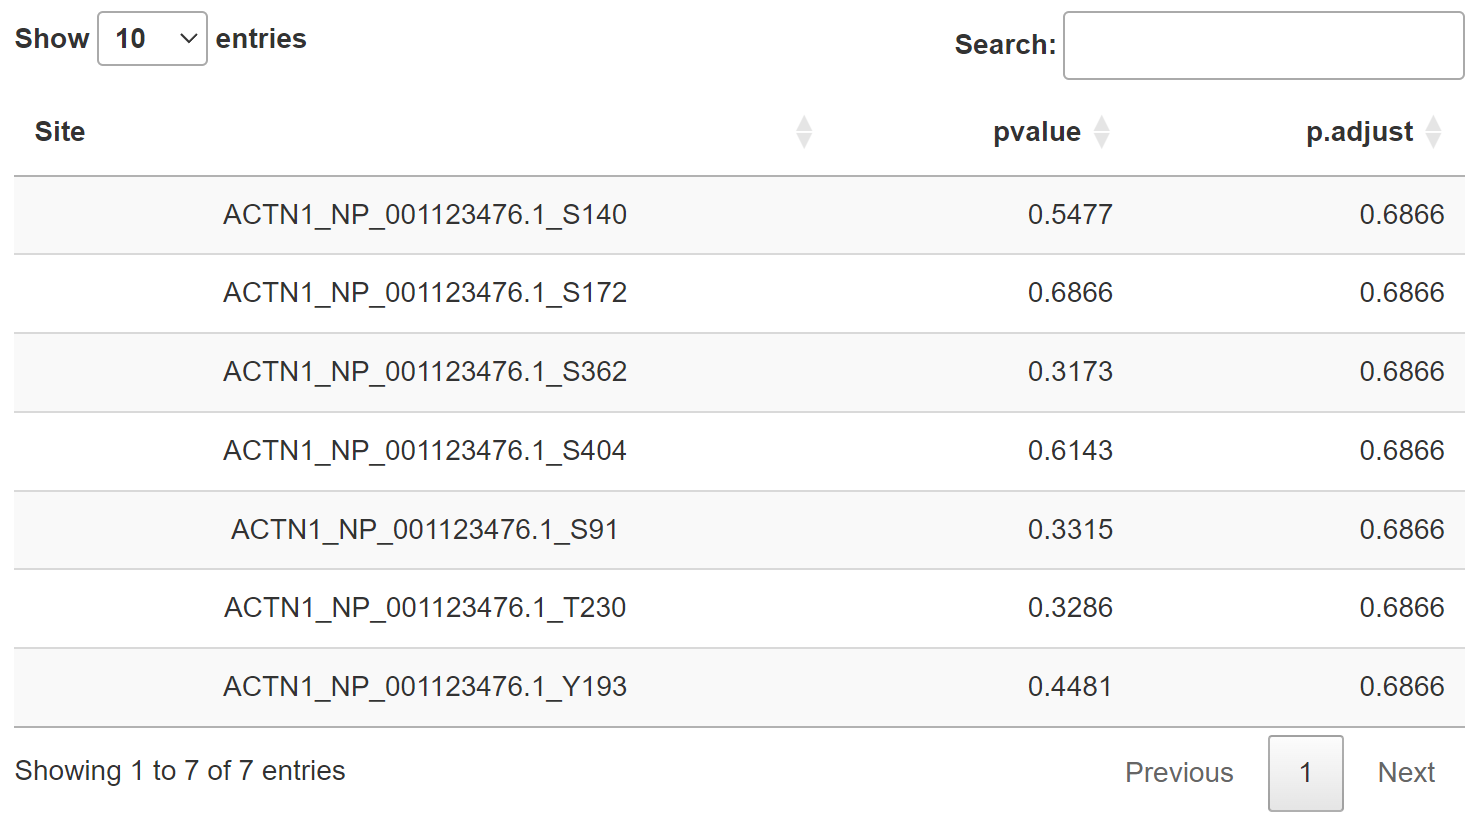 Show 10 entries Search:
Site pvalue p.adjust
ACTN1_NP_001123476.1_S140 0.5477 0.6866
ACTN1_NP_001123476.1_S172 0.6866 0.6866
ACTN1_NP_001123476.1_S362 0.3173 0.6866
ACTN1_NP_001123476.1_S404 0.6143 0.6866
ACTN1_NP_001123476.1_S91 0.3315 0.6866
ACTN1_NP_001123476.1_T230 0.3286 0.6866
ACTN1_NP_001123476.1_Y193 0.4481 0.6866
Showing 1 to 7 of 7 entries Previous 1 Next